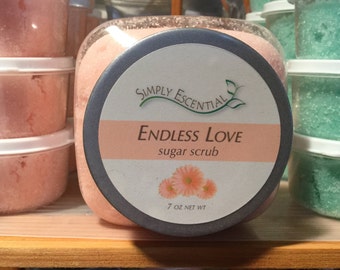 SIMPLY ESCENTIAL
ENDLESS LOVE
sugar scrub
7 OZ NET WT